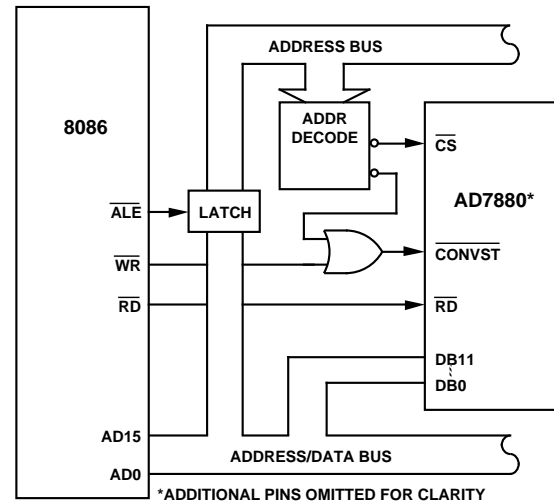 ADDRESS BUS
8086
ADDR
DECODE
CS
AD7880*
ALE
LATCH
WR
CONVST
RD
RD
DB11
DB0
AD15
ADDRESS/DATA BUS
AD0
*ADDITIONAL PINS OMITTED FOR CLARITY